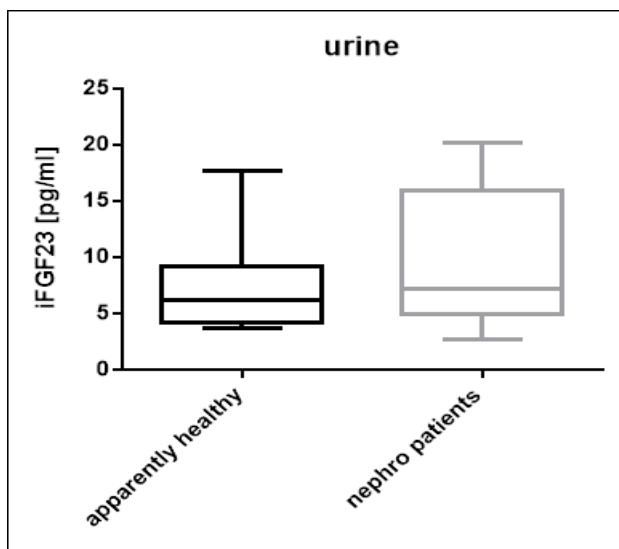 urine
iFGF23 [pg/ml]
25
20
15
10
5
0
apparently healthy
nephro patients